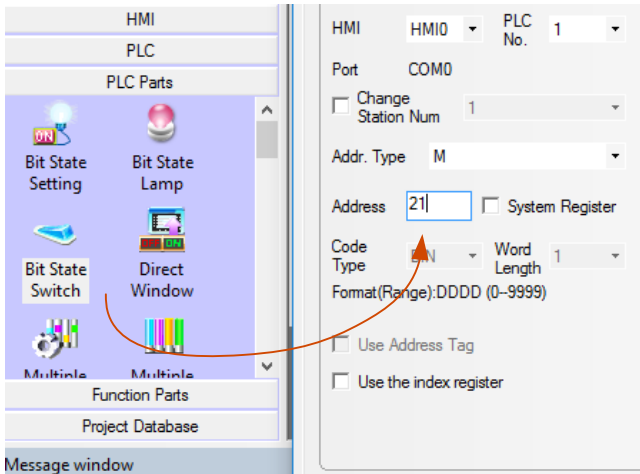 HMI
PLC
PLC Parts
ON
Bit State
Setting
Bit State
Lamp
Bit State
Switch
ON
Direct
Window
Multiple
Multiple
Function Parts
Project Database
Message window
HMI HMI0 PLC No. 1
Port COM0
Change Station Num 1
Addr. Type M
Address 21 System Register
Code Type BIN Word Length 1
Format(Range):DDDD (0--9999)
Use Address Tag
Use the index register